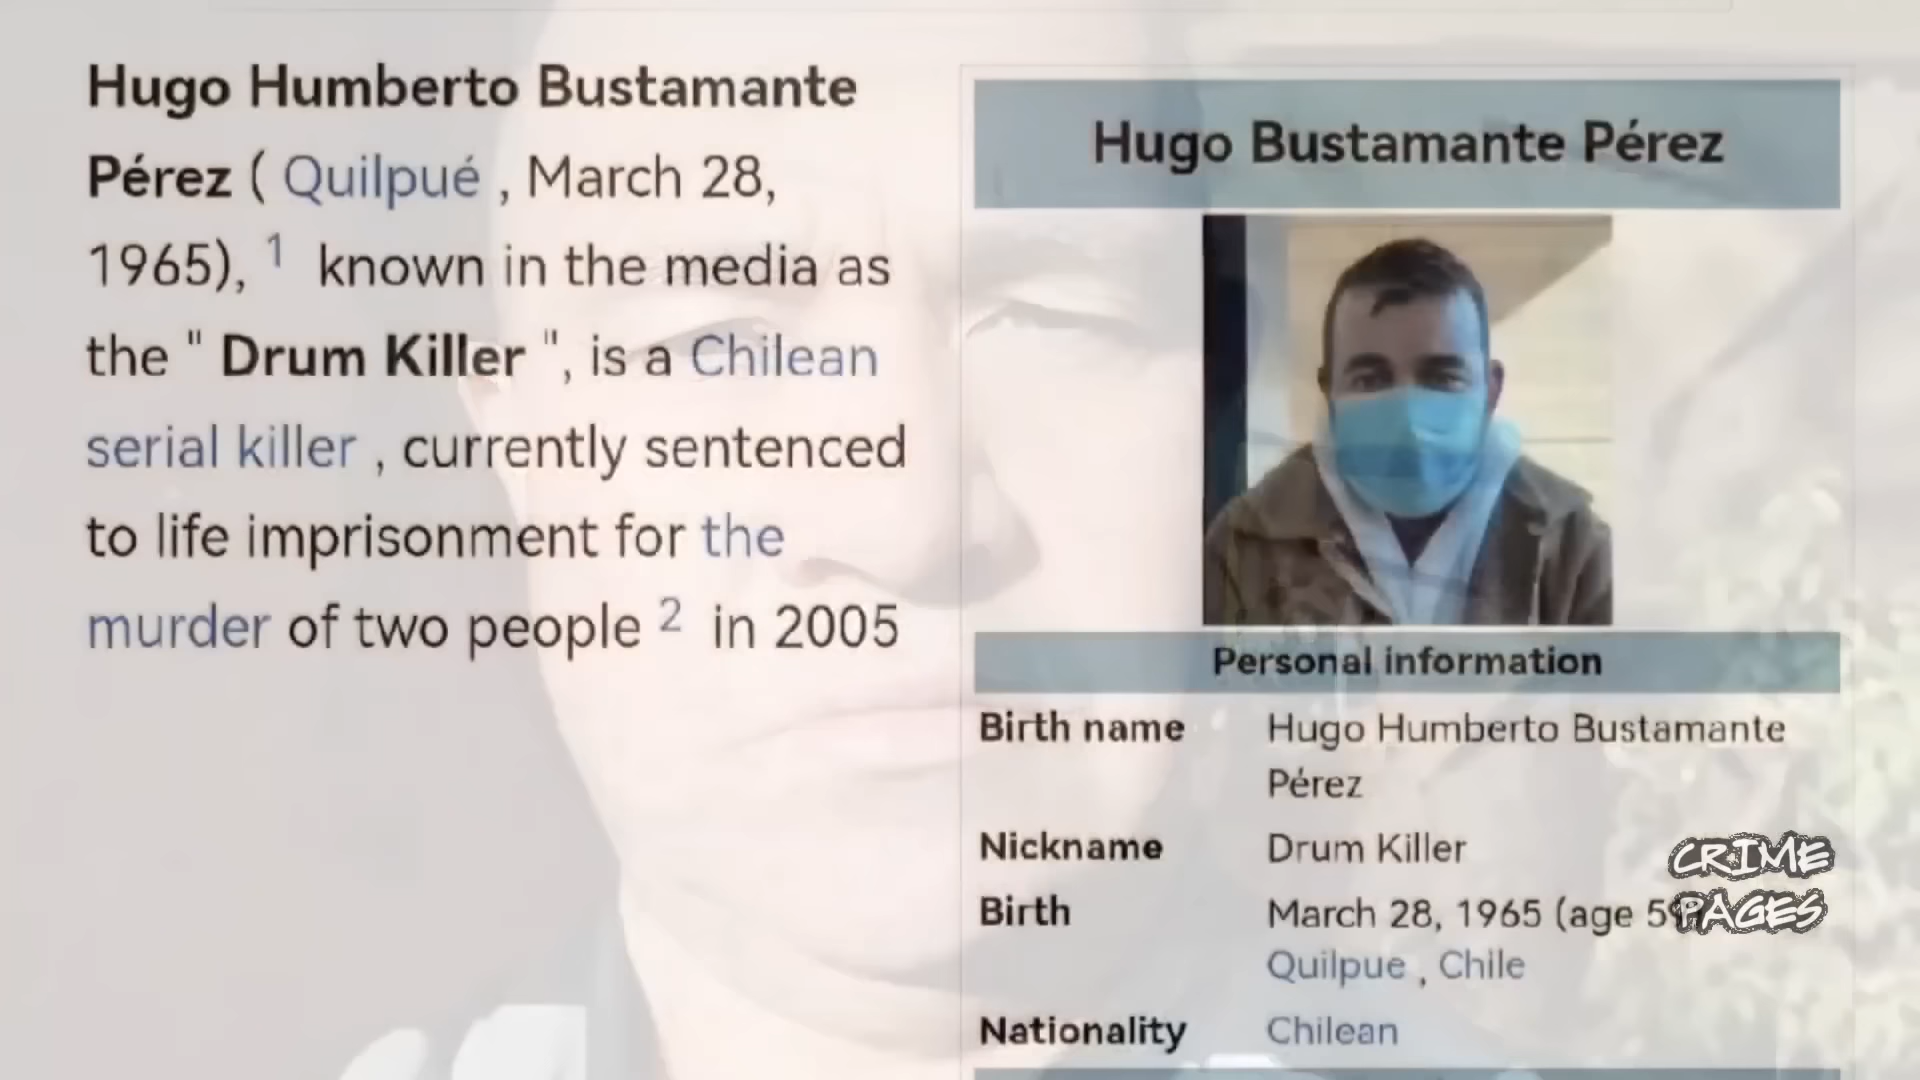 Hugo Humberto Bustamante
Pérez ( Quilpué , March 28,
1965), 1 known in the media as
the " Drum Killer ", is a Chilean
serial killer , currently sentenced
to life imprisonment for the
murder of two people 2 in 2005
Hugo Bustamante Pérez
Personal information
Birth name Hugo Humberto Bustamante
Pérez
Nickname Drum Killer
Birth March 28, 1965 (age 59
Quilpue , Chile
Nationality Chilean
CRIME
PAGES